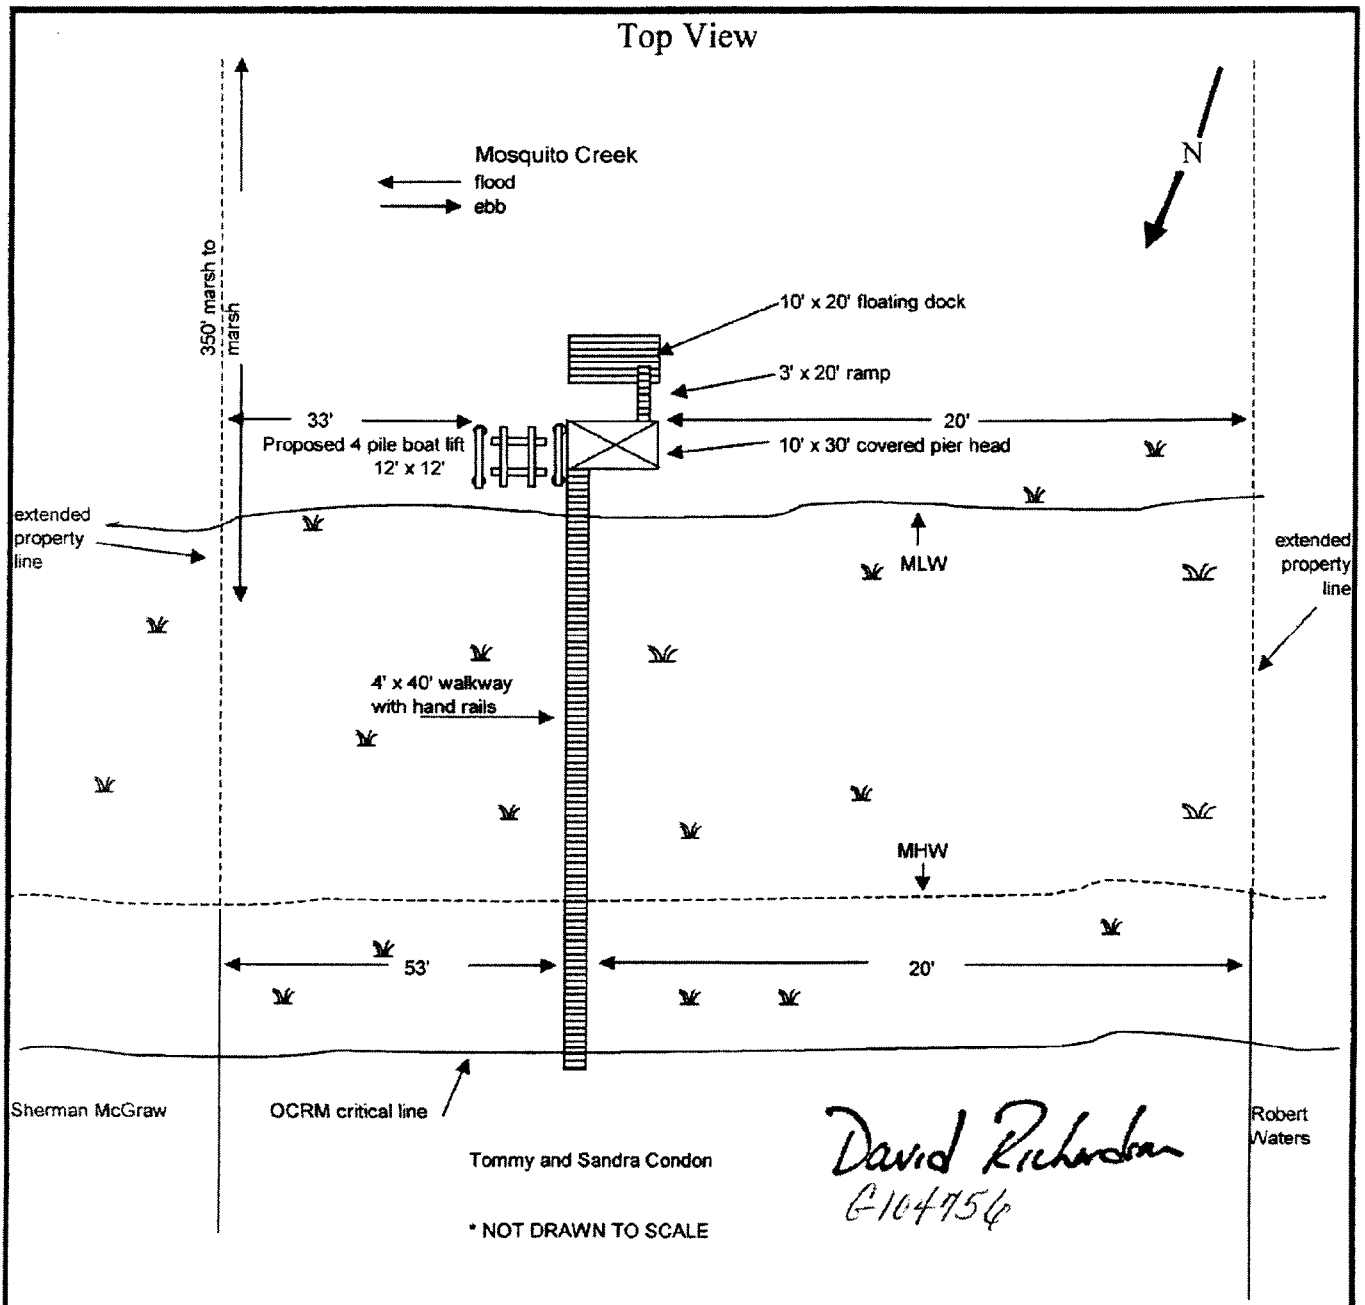 Top View
N
Mosquito Creek
flood
ebb
350' marsh to
marsh
10' x 20' floating dock
3' x 20' ramp
33'
20'
Proposed 4 pile boat lift
12' x 12'
10' x 30' covered pier head
extended
property
line
MLW
extended
property
line
4' x 40' walkway
with hand rails
MHW
53'
20'
Sherman McGraw
OCRM critical line
Robert
Waters
Tommy and Sandra Condon
David Richardson
G104756
* NOT DRAWN TO SCALE